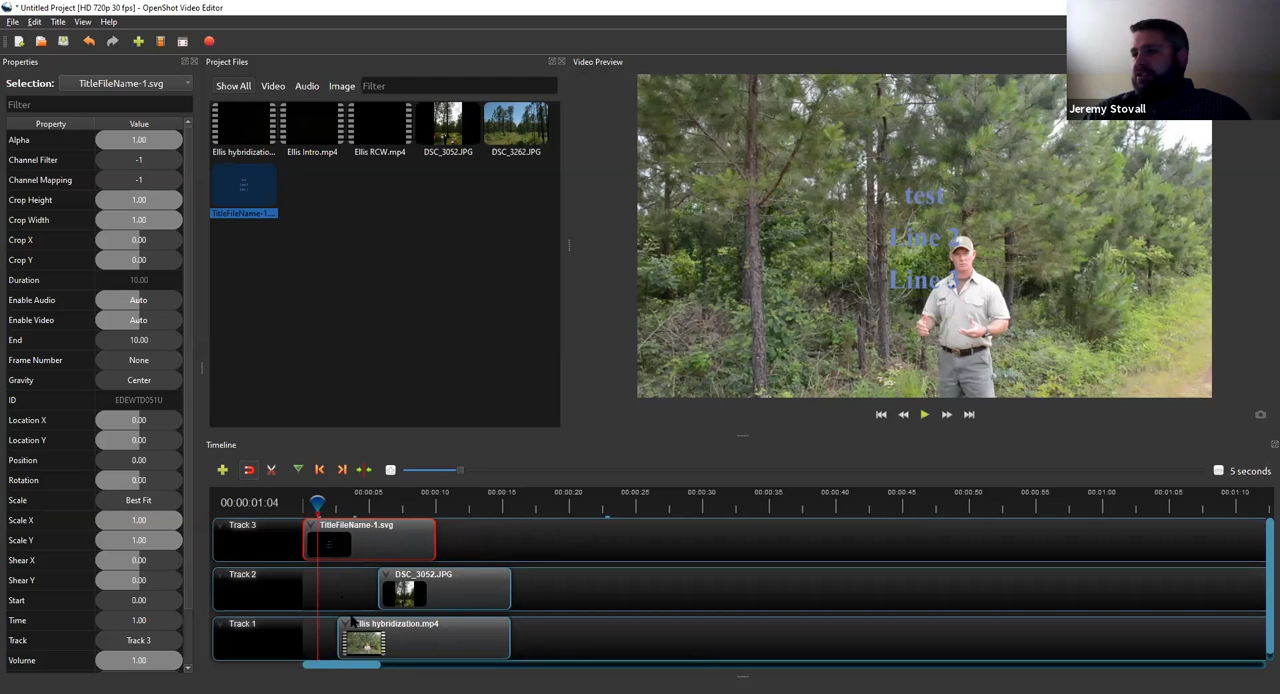 * Untitled Project [HD 720p 30 fps] - OpenShot Video Editor
File Edit Title View Help
Properties
Selection: TitleFileName-1.svg
Filter
Property Value
Alpha 1.00
Channel Filter -1
Channel Mapping -1
Crop Height 1.00
Crop Width 1.00
Crop X 0.00
Crop Y 0.00
Duration 10.00
Enable Audio Auto
Enable Video Auto
End 10.00
Frame Number None
Gravity Center
ID EDEWTD051U
Location X 0.00
Location Y 0.00
Position 0.00
Rotation 0.00
Scale Best Fit
Scale X 1.00
Scale Y 1.00
Shear X 0.00
Shear Y 0.00
Start 0.00
Time 1.00
Track Track 3
Volume 1.00
Project Files
Show All Video Audio Image Filter
Ellis hybridizatio... Ellis Intro.mp4 Ellis RCW.mp4 DSC_3052.JPG DSC_3262.JPG
TitleFileName-1....
Video Preview
test
Line 2
Line 3
Jeremy Stovall
Timeline
5 seconds
00:00:01:04
00:00:05 00:00:10 00:00:15 00:00:20 00:00:25 00:00:30 00:00:35 00:00:40 00:00:45 00:00:50 00:00:55 00:01:00 00:01:05 00:01:10
Track 3 TitleFileName-1.svg
Track 2 DSC_3052.JPG
Track 1 Ellis hybridization.mp4